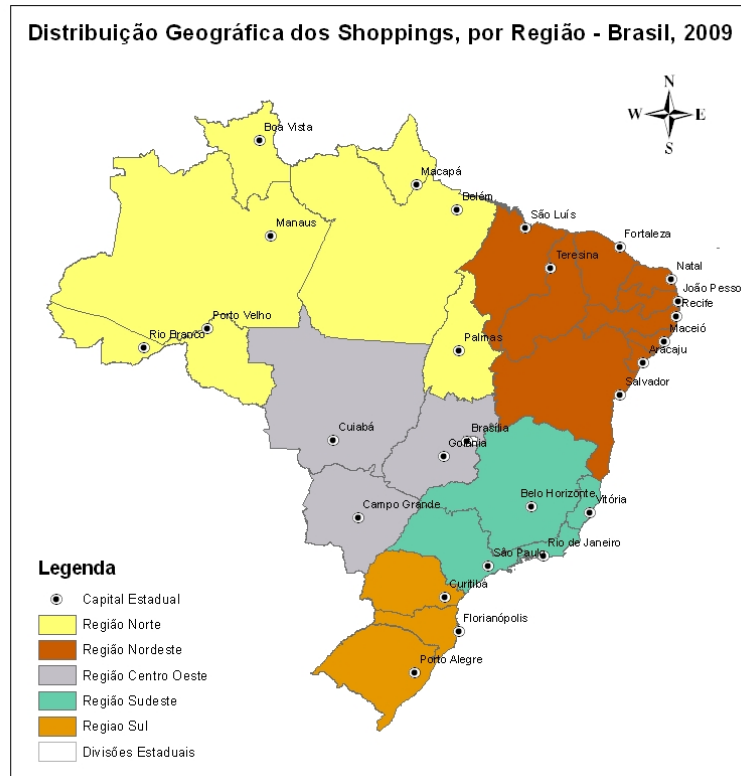 Distribuição Geográfica dos Shoppings, por Região - Brasil, 2009
N
W
E
S
Boa Vista
Macapá
Belém
Manaus
São Luís
Fortaleza
Teresina
Natal
João Pesso
Recife
Porto Velho
Maceió
Rio Branco
Palmas
Aracaju
Salvador
Cuiabá
Brasília
Goiânia
Belo Horizonte
Vitória
Campo Grande
Rio de Janeiro
São Paulo
Curitiba
Florianópolis
Porto Alegre
Legenda
Capital Estadual
Região Norte
Região Nordeste
Região Centro Oeste
Região Sudeste
Regiao Sul
Divisões Estaduais